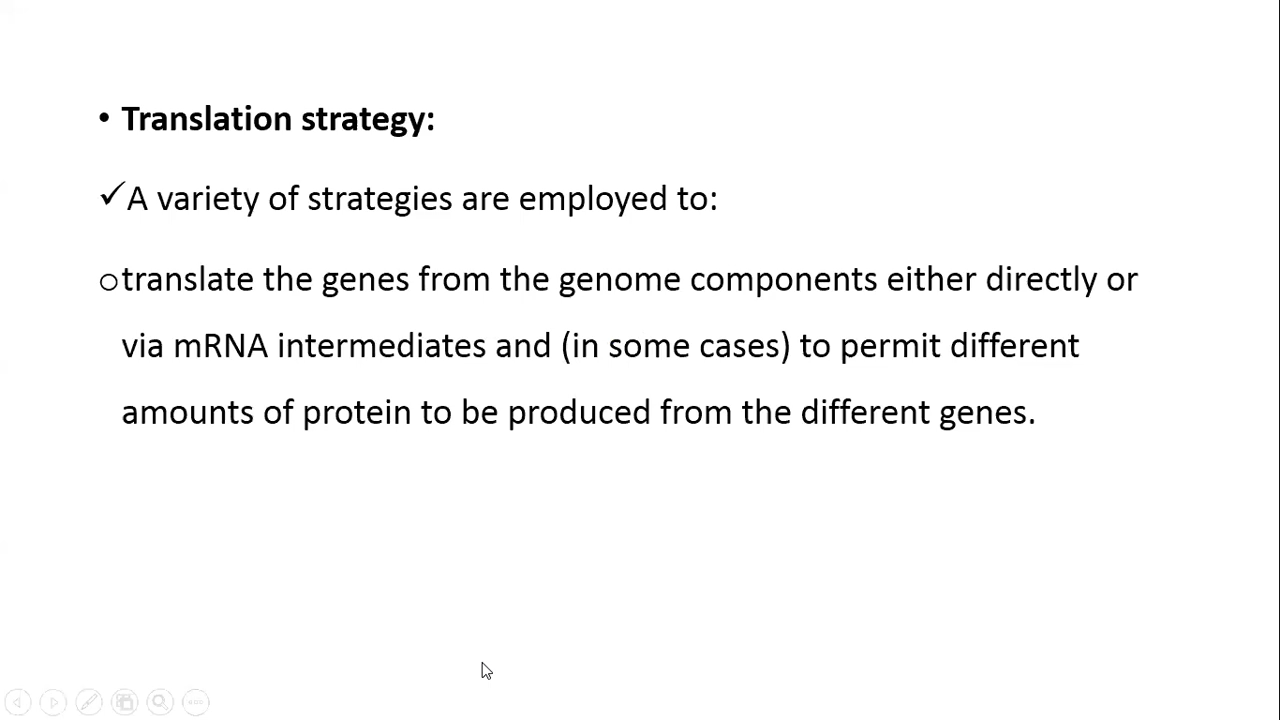 • Translation strategy:
✓A variety of strategies are employed to:
otranslate the genes from the genome components either directly or
via mRNA intermediates and (in some cases) to permit different
amounts of protein to be produced from the different genes.